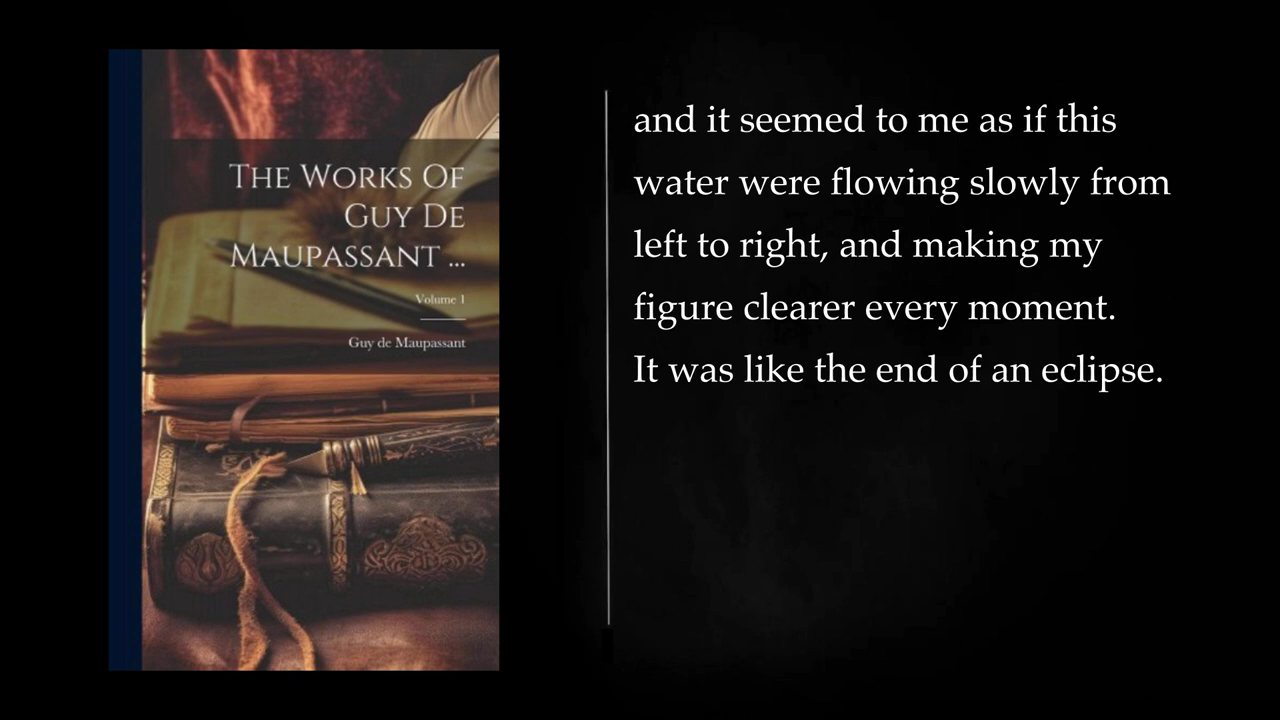 The Works Of
Guy De
Maupassant ...
Volume 1
Guy de Maupassant
and it seemed to me as if this
water were flowing slowly from
left to right, and making my
figure clearer every moment.
It was like the end of an eclipse.